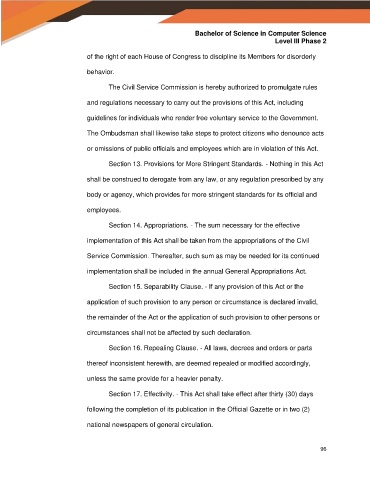 Bachelor of Science in Computer Science
Level III Phase 2
of the right of each House of Congress to discipline its Members for disorderly
behavior.
The Civil Service Commission is hereby authorized to promulgate rules
and regulations necessary to carry out the provisions of this Act, including
guidelines for individuals who render free voluntary service to the Government.
The Ombudsman shall likewise take steps to protect citizens who denounce acts
or omissions of public officials and employees which are in violation of this Act.
Section 13. Provisions for More Stringent Standards. - Nothing in this Act
shall be construed to derogate from any law, or any regulation prescribed by any
body or agency, which provides for more stringent standards for its official and
employees.
Section 14. Appropriations. - The sum necessary for the effective
implementation of this Act shall be taken from the appropriations of the Civil
Service Commission. Thereafter, such sum as may be needed for its continued
implementation shall be included in the annual General Appropriations Act.
Section 15. Separability Clause. - If any provision of this Act or the
application of such provision to any person or circumstance is declared invalid,
the remainder of the Act or the application of such provision to other persons or
circumstances shall not be affected by such declaration.
Section 16. Repealing Clause. - All laws, decrees and orders or parts
thereof inconsistent herewith, are deemed repealed or modified accordingly,
unless the same provide for a heavier penalty.
Section 17. Effectivity. - This Act shall take effect after thirty (30) days
following the completion of its publication in the Official Gazette or in two (2)
national newspapers of general circulation.
96